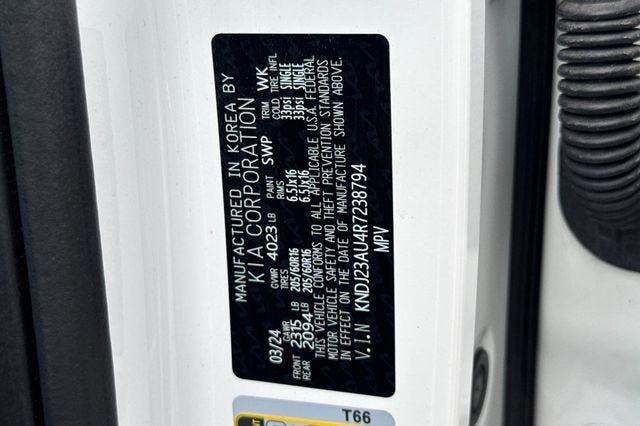 MANUFACTURED IN KOREA BY
KIA CORPORATION
03/24 GVWR 4023 LB PAINT SWP TRIM WK
GAWR TIRES RIMS COLD TIRE INFL
FRONT 2315 LB 205/60R16 6.5Jx16 33psi SINGLE
REAR 2094 LB 205/60R16 6.5Jx16 33psi SINGLE
THIS VEHICLE CONFORMS TO ALL APPLICABLE U.S.A. FEDERAL
MOTOR VEHICLE SAFETY AND THEFT PREVENTION STANDARDS
IN EFFECT ON THE DATE OF MANUFACTURE SHOWN ABOVE.
V.I.N KNDJ23AU4R7238794
MPV
T66